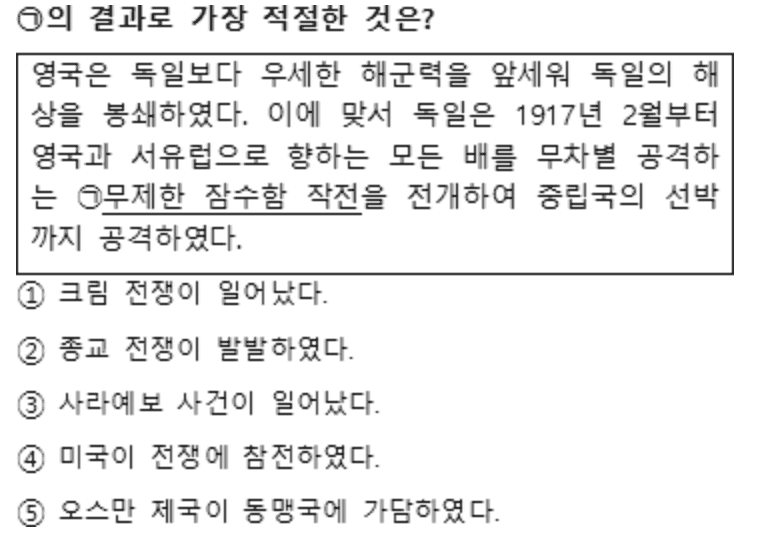 ㉠의 결과로 가장 적절한 것은?
영국은 독일보다 우세한 해군력을 앞세워 독일의 해
상을 봉쇄하였다. 이에 맞서 독일은 1917년 2월부터
영국과 서유럽으로 향하는 모든 배를 무차별 공격하
는 ㉠무제한 잠수함 작전을 전개하여 중립국의 선박
까지 공격하였다.
① 크림 전쟁이 일어났다.
② 종교 전쟁이 발발하였다.
③ 사라예보 사건이 일어났다.
④ 미국이 전쟁에 참전하였다.
⑤ 오스만 제국이 동맹국에 가담하였다.